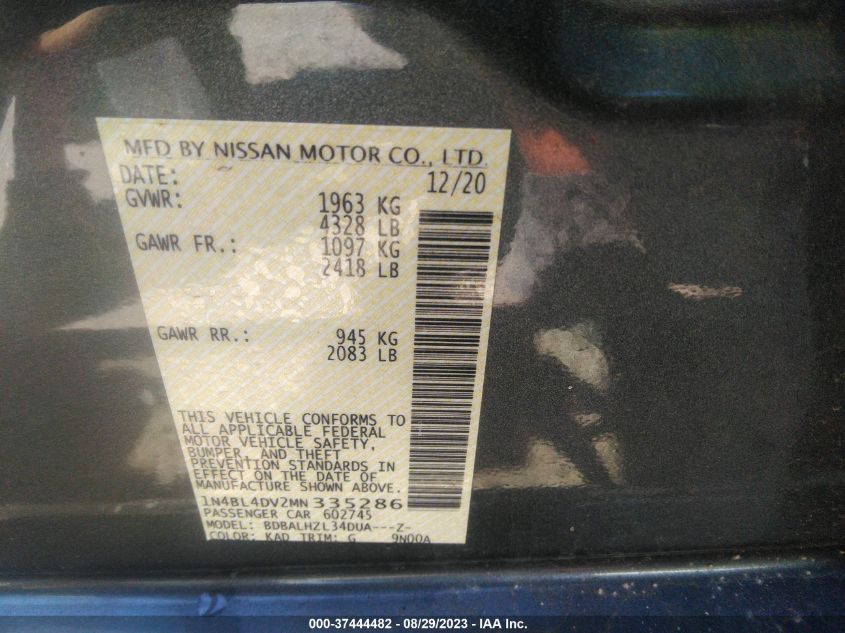 MFD BY NISSAN MOTOR CO., LTD.
DATE: 12/20
GVWR: 1963 KG
4328 LB
GAWR FR.: 1097 KG
2418 LB
GAWR RR.: 945 KG
2083 LB
THIS VEHICLE CONFORMS TO
ALL APPLICABLE FEDERAL
MOTOR VEHICLE SAFETY,
BUMPER, AND THEFT
PREVENTION STANDARDS IN
EFFECT ON THE DATE OF
MANUFACTURE SHOWN ABOVE.
1N4BL4DV2MN 335286
PASSENGER CAR 602745
MODEL: BDBALHZL34DUA---Z-
COLOR: KAD TRIM: G 9N00A
000-37444482 - 08/29/2023 - IAA Inc.